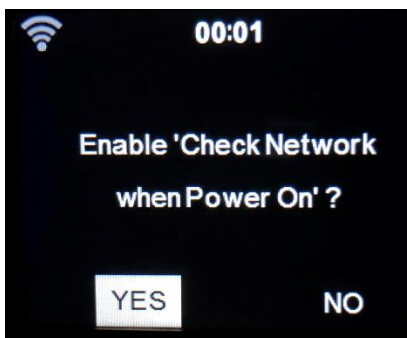 00:01
Enable 'Check Network
when Power On' ?
YES NO